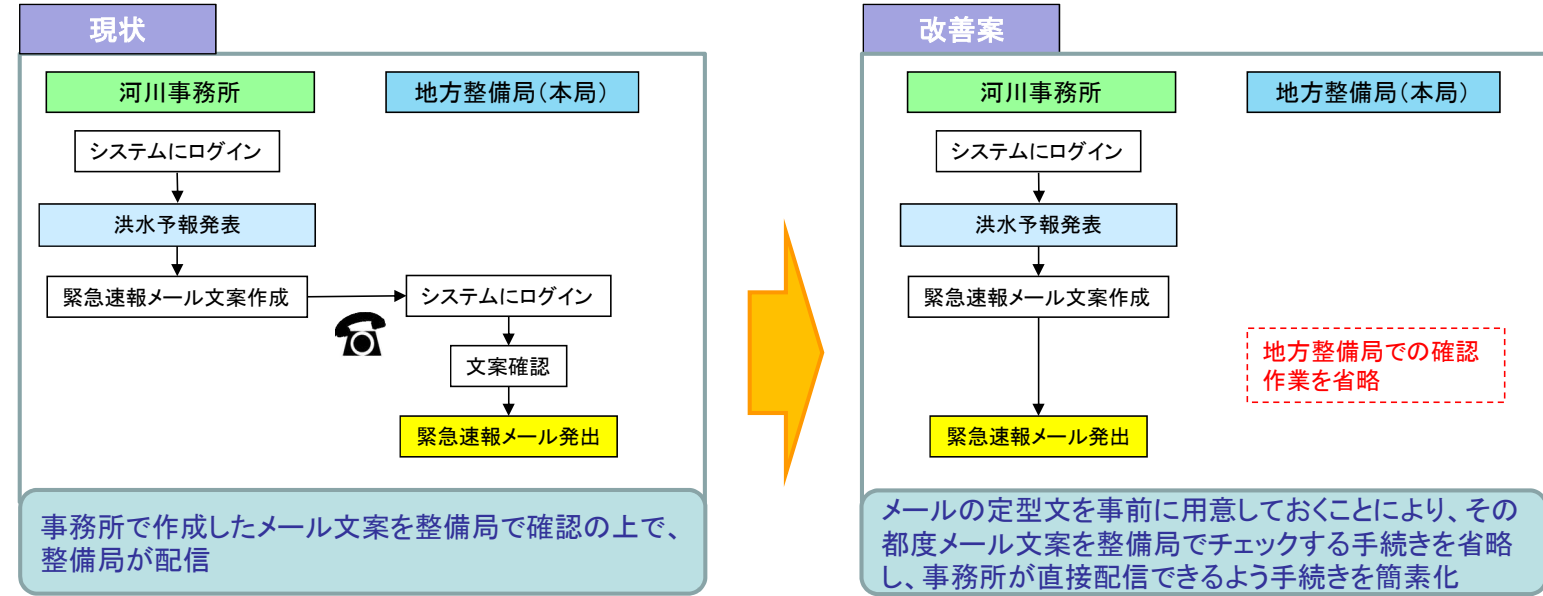 現状
河川事務所
地方整備局（本局）
システムにログイン
洪水予報発表
緊急速報メール文案作成
システムにログイン
文案確認
緊急速報メール発出
事務所で作成したメール文案を整備局で確認の上で、
整備局が配信
改善案
河川事務所
地方整備局（本局）
システムにログイン
洪水予報発表
緊急速報メール文案作成
地方整備局での確認
作業を省略
緊急速報メール発出
メールの定型文を事前に用意しておくことにより、その
都度メール文案を整備局でチェックする手続きを省略
し、事務所が直接配信できるよう手続きを簡素化